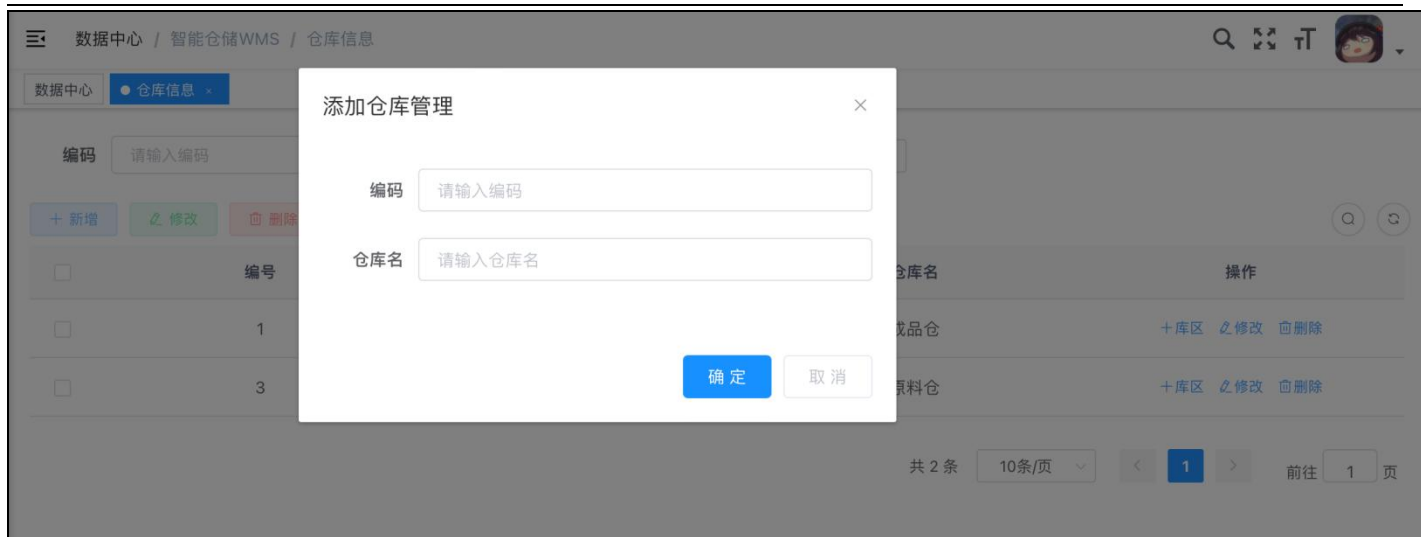 数据中心 / 智能仓储WMS / 仓库信息
数据中心 仓库信息 ×
添加仓库管理 ×
编码 请输入编码
编码 请输入编码
+ 新增 修改 删除
仓库名 请输入仓库名
编号 仓库名 操作
1 成品仓 +库区 修改 删除
确定 取消
3 原料仓 +库区 修改 删除
共 2 条 10条/页 < 1 > 前往 1 页